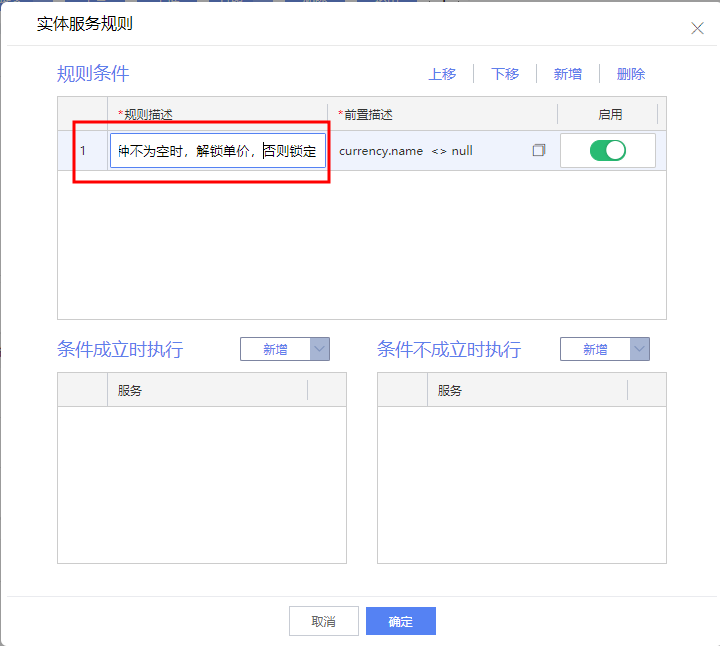 实体服务规则
规则条件
上移 下移 新增 删除
*规则描述 *前置描述 启用
1 种不为空时，解锁单价，否则锁定 currency.name <> null
条件成立时执行 新增 条件不成立时执行 新增
服务 服务
取消 确定